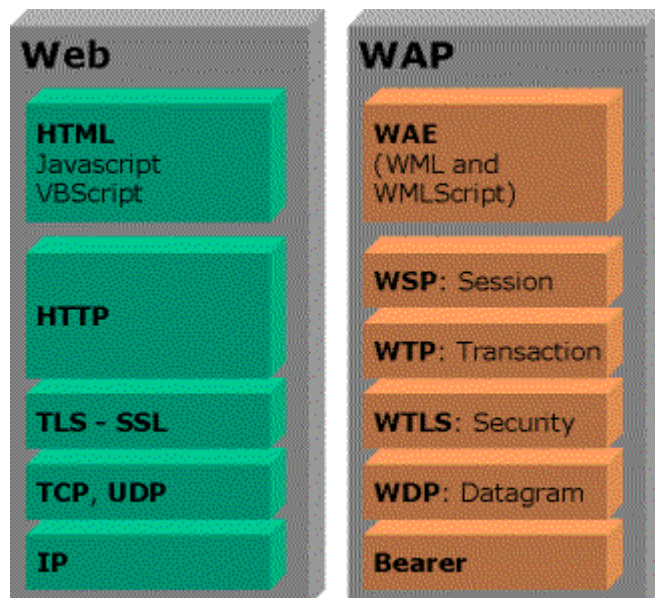 Web
HTML
Javascript
VBScript
HTTP
TLS - SSL
TCP, UDP
IP
WAP
WAE
(WML and
WMLScript)
WSP: Session
WTP: Transaction
WTLS: Security
WDP: Datagram
Bearer